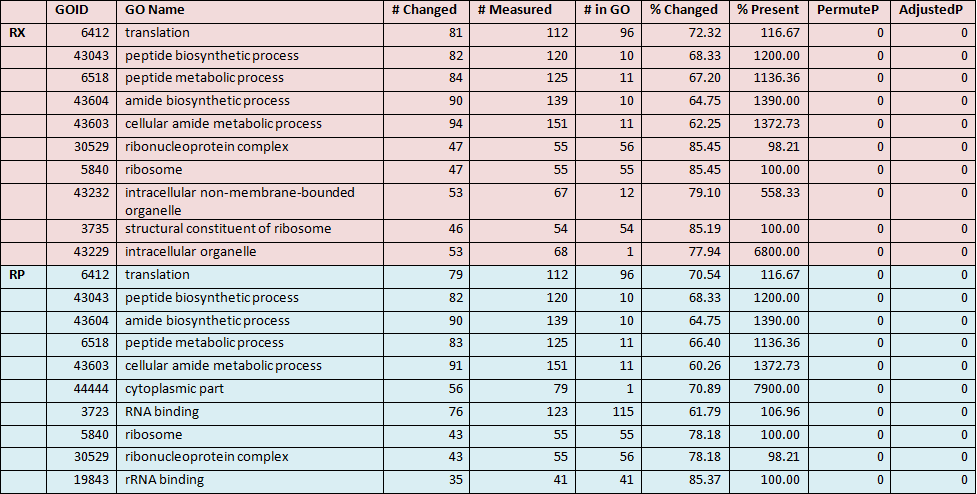 GOID GO Name # Changed # Measured # in GO % Changed % Present PermuteP AdjustedP
RX 6412 translation 81 112 96 72.32 116.67 0 0
43043 peptide biosynthetic process 82 120 10 68.33 1200.00 0 0
6518 peptide metabolic process 84 125 11 67.20 1136.36 0 0
43604 amide biosynthetic process 90 139 10 64.75 1390.00 0 0
43603 cellular amide metabolic process 94 151 11 62.25 1372.73 0 0
30529 ribonucleoprotein complex 47 55 56 85.45 98.21 0 0
5840 ribosome 47 55 55 85.45 100.00 0 0
43232 intracellular non-membrane-bounded 53 67 12 79.10 558.33 0 0
organelle
3735 structural constituent of ribosome 46 54 54 85.19 100.00 0 0
43229 intracellular organelle 53 68 1 77.94 6800.00 0 0
RP 6412 translation 79 112 96 70.54 116.67 0 0
43043 peptide biosynthetic process 82 120 10 68.33 1200.00 0 0
43604 amide biosynthetic process 90 139 10 64.75 1390.00 0 0
6518 peptide metabolic process 83 125 11 66.40 1136.36 0 0
43603 cellular amide metabolic process 91 151 11 60.26 1372.73 0 0
44444 cytoplasmic part 56 79 1 70.89 7900.00 0 0
3723 RNA binding 76 123 115 61.79 106.96 0 0
5840 ribosome 43 55 55 78.18 100.00 0 0
30529 ribonucleoprotein complex 43 55 56 78.18 98.21 0 0
19843 rRNA binding 35 41 41 85.37 100.00 0 0